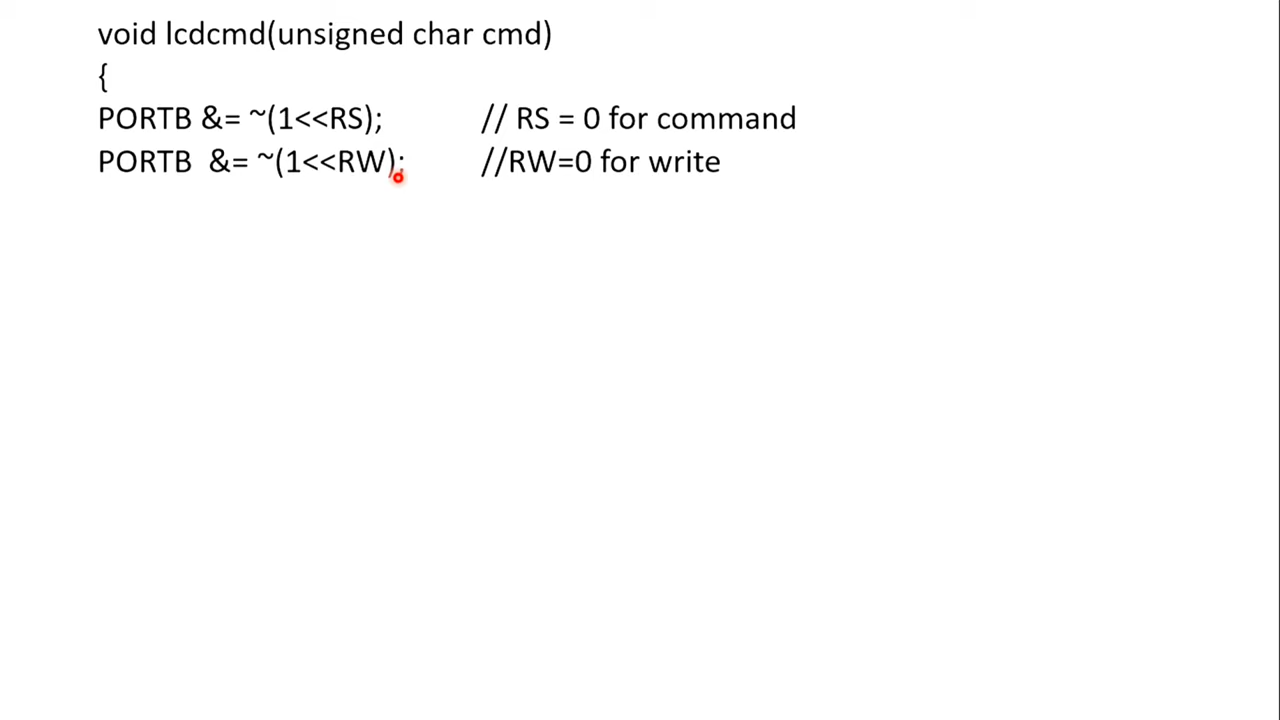 void lcdcmd(unsigned char cmd)
{
PORTB &= ~(1<<RS); // RS = 0 for command
PORTB &= ~(1<<RW); //RW=0 for write